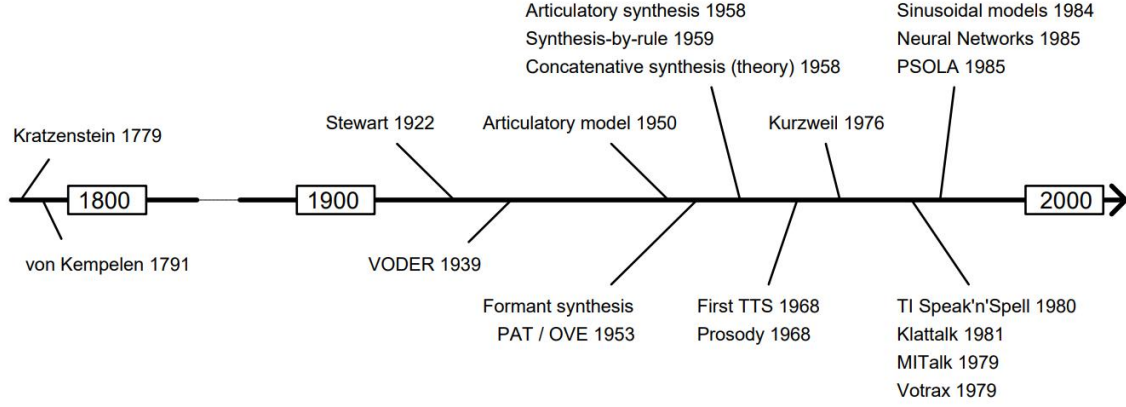 Articulatory synthesis 1958
Synthesis-by-rule 1959
Concatenative synthesis (theory) 1958
Sinusoidal models 1984
Neural Networks 1985
PSOLA 1985
Kratzenstein 1779
Stewart 1922
Articulatory model 1950
Kurzweil 1976
1800
1900
2000
von Kempelen 1791
VODER 1939
Formant synthesis
PAT / OVE 1953
First TTS 1968
Prosody 1968
TI Speak'n'Spell 1980
Klattalk 1981
MITalk 1979
Votrax 1979